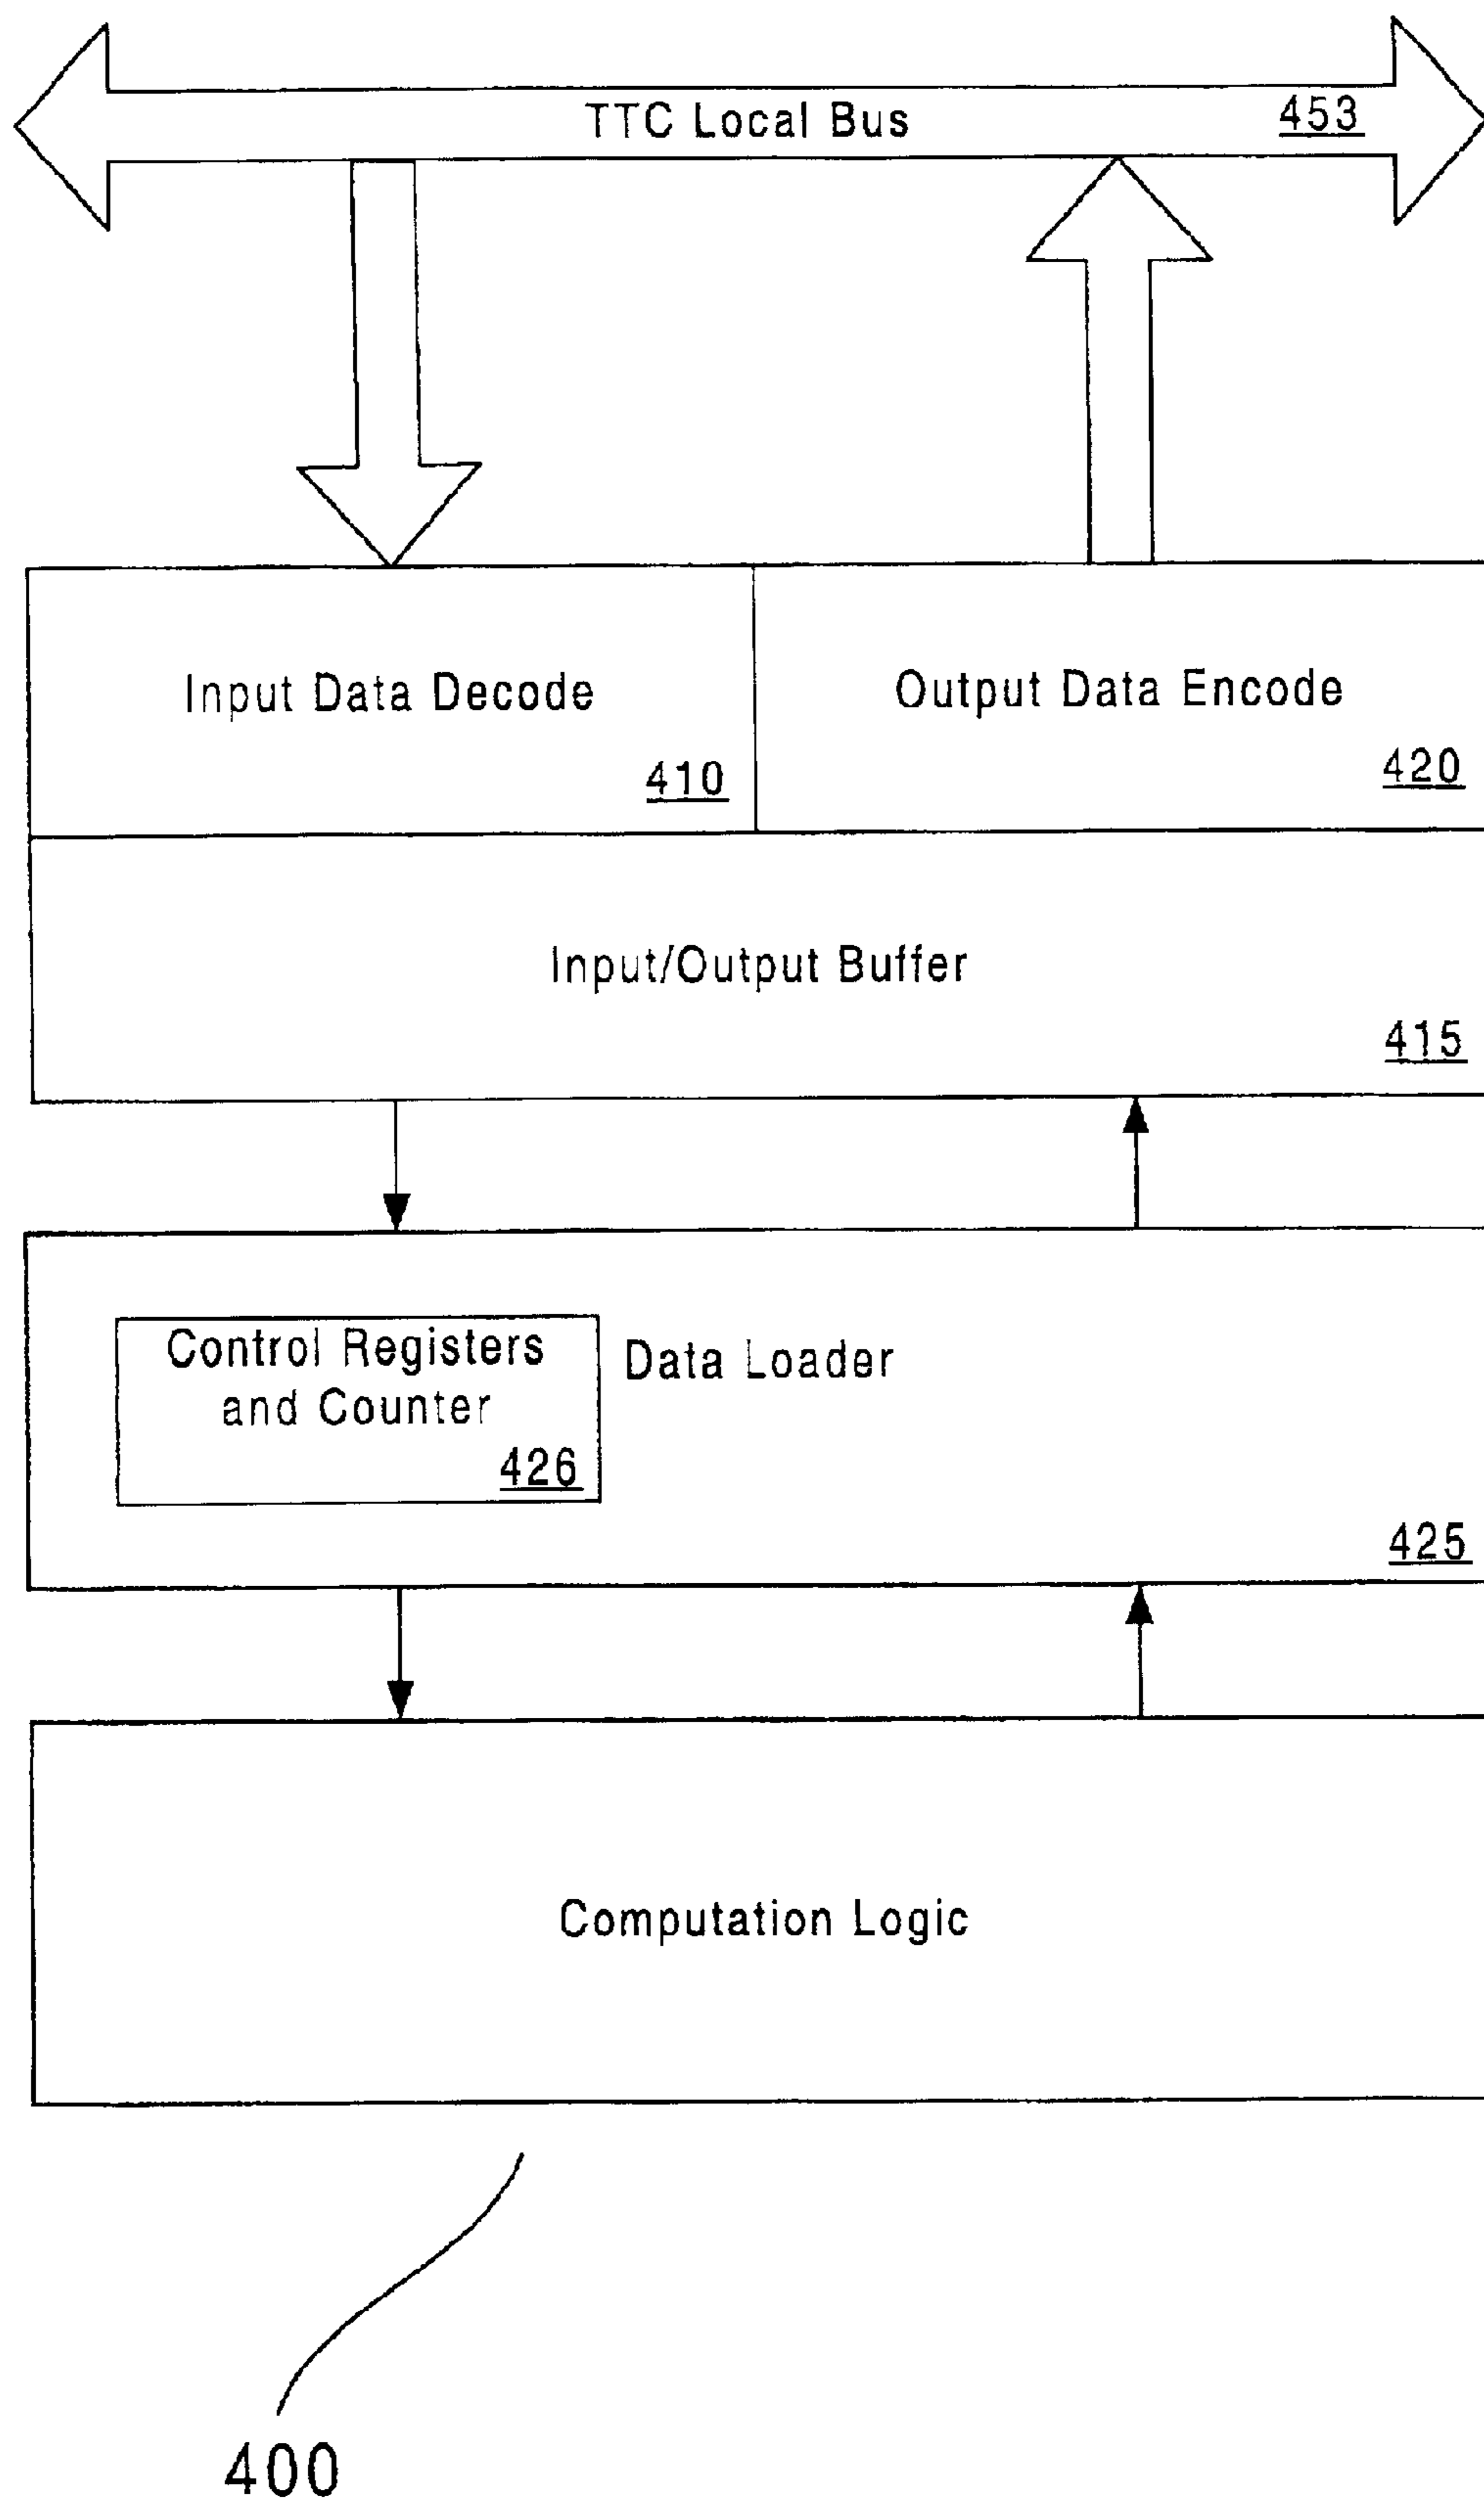 TTC Local Bus 453
Input Data Decode
410
Output Data Encode
420
Input/Output Buffer
415
Control Registers
and Counter
426
Data Loader
425
Computation Logic
400